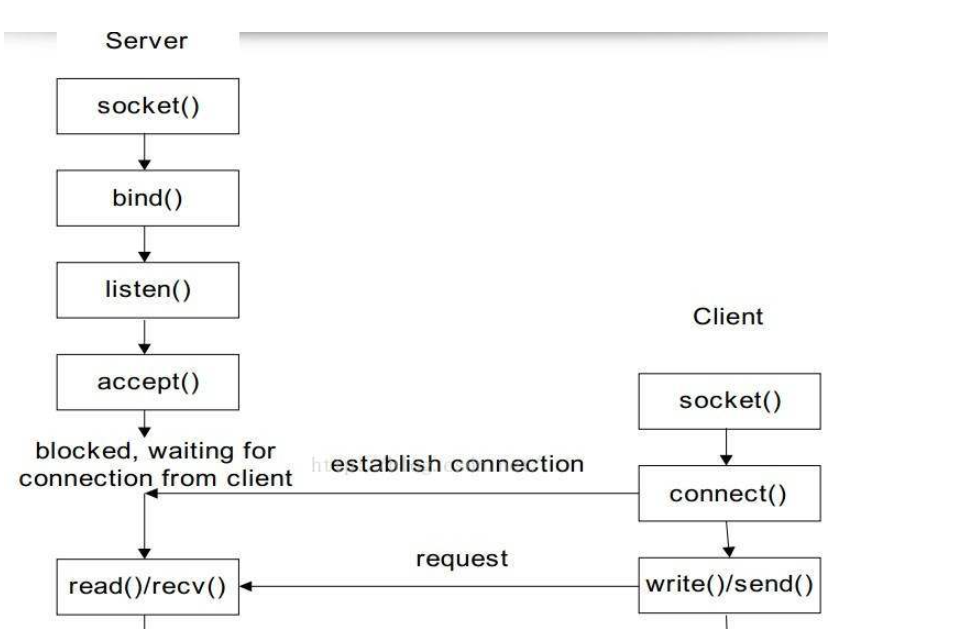 Server
socket()
bind()
listen()
accept()
blocked, waiting for
connection from client
Client
socket()
establish connection
connect()
request
read()/recv()
write()/send()